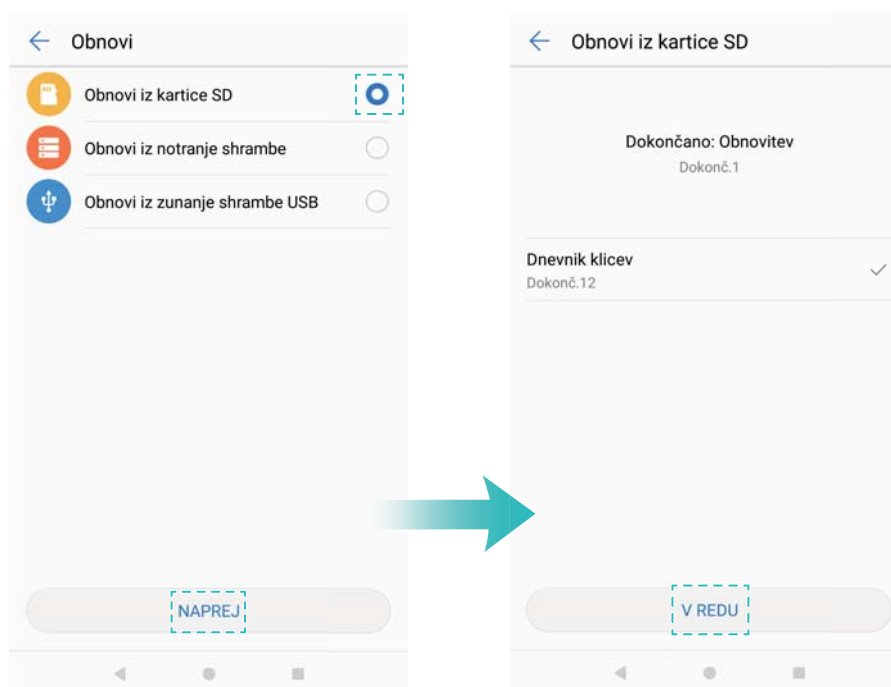 Obnovi
Obnovi iz kartice SD
Obnovi iz notranje shrambe
Obnovi iz zunanje shrambe USB
NAPREJ
Obnovi iz kartice SD
Dokončano: Obnovitev
Dokonč.1
Dnevnik klicev
Dokonč.12
V REDU